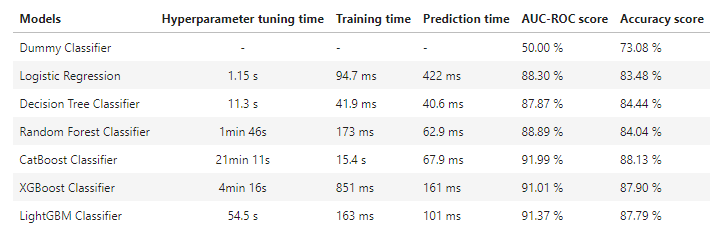 Models Hyperparameter tuning time Training time Prediction time AUC-ROC score Accuracy score
Dummy Classifier - - - 50.00 % 73.08 %
Logistic Regression 1.15 s 94.7 ms 422 ms 88.30 % 83.48 %
Decision Tree Classifier 11.3 s 41.9 ms 40.6 ms 87.87 % 84.44 %
Random Forest Classifier 1min 46s 173 ms 62.9 ms 88.89 % 84.04 %
CatBoost Classifier 21min 11s 15.4 s 67.9 ms 91.99 % 88.13 %
XGBoost Classifier 4min 16s 851 ms 161 ms 91.01 % 87.90 %
LightGBM Classifier 54.5 s 163 ms 101 ms 91.37 % 87.79 %